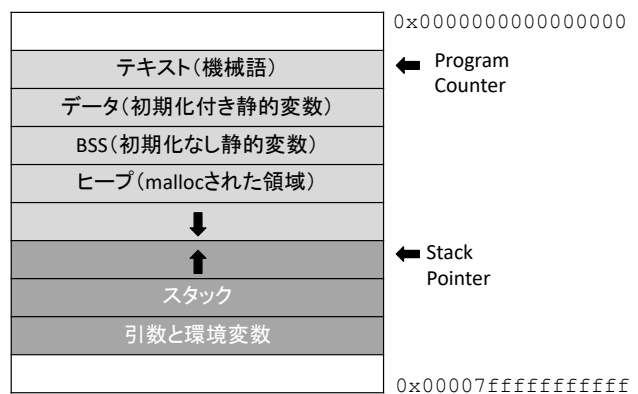 0x0000000000000000
テキスト（機械語）
Program
Counter
データ（初期化付き静的変数）
BSS（初期化なし静的変数）
ヒープ（mallocされた領域）
Stack
Pointer
スタック
引数と環境変数
0x00007fffffffffff